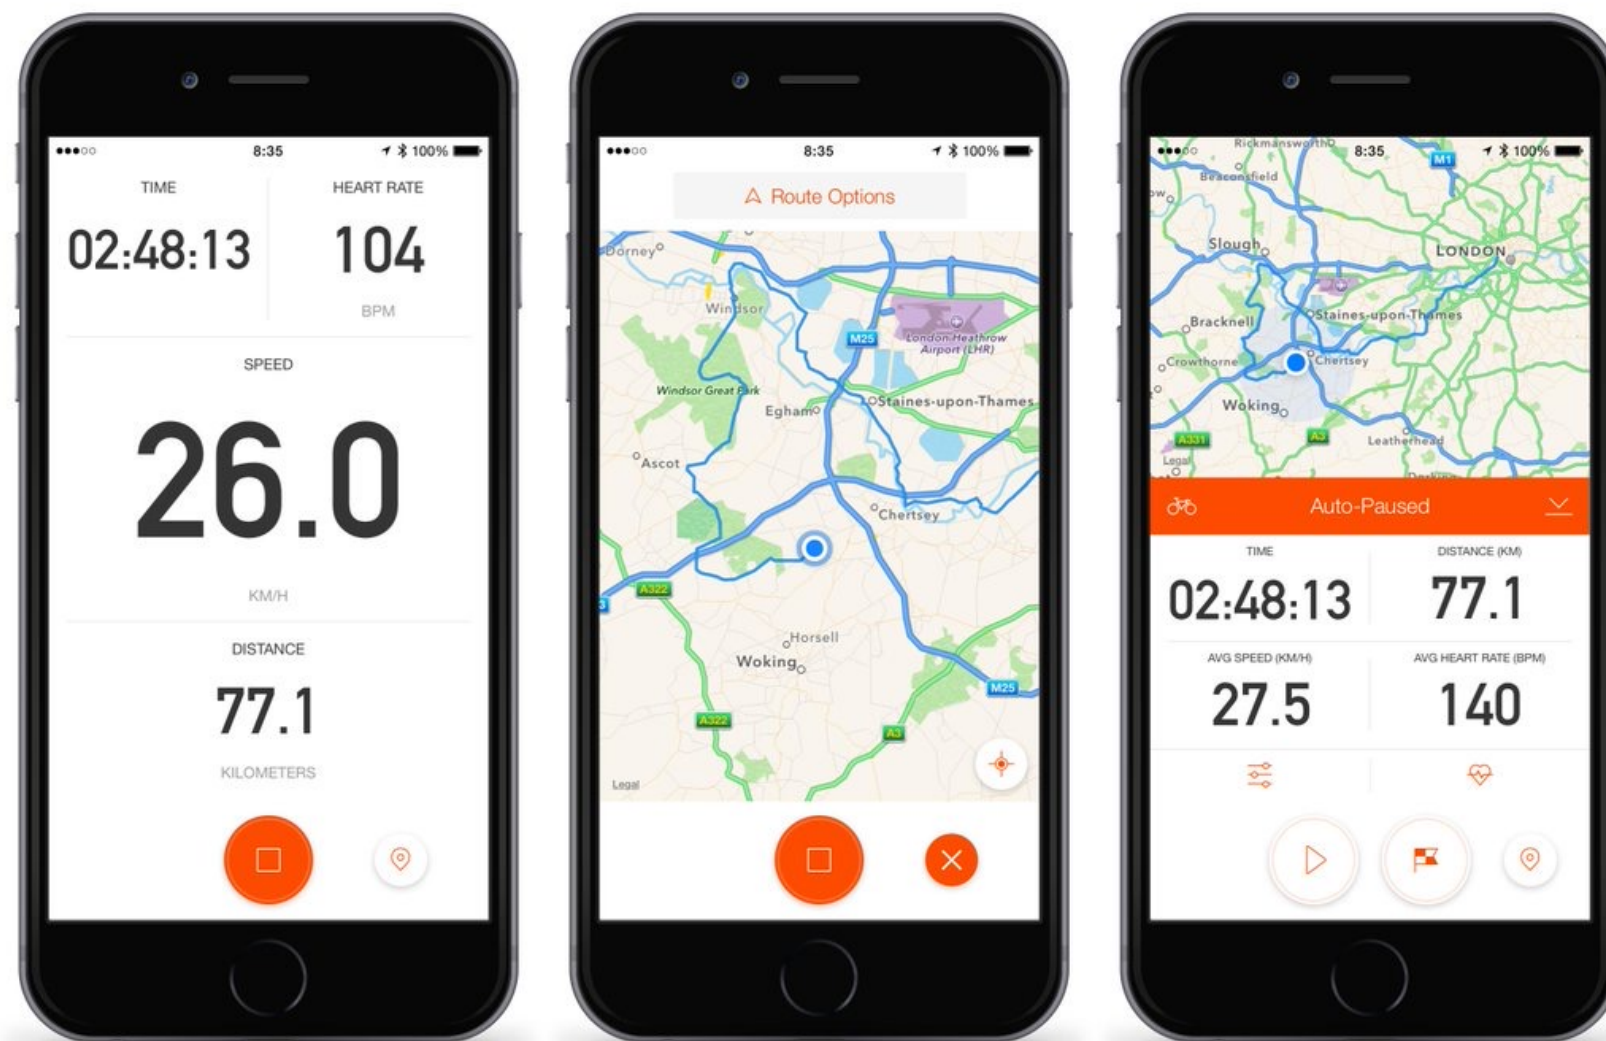 8:35
100%
TIME
HEART RATE
02:48:13
104
BPM
SPEED
26.0
KM/H
DISTANCE
77.1
KILOMETERS
8:35
100%
Route Options
Dorney
Windsor
M25
London Heathrow
Airport (LHR)
Windsor Great Park
Egham
Staines-upon-Thames
Ascot
Chertsey
A322
3
Horsell
Woking
M25
A322
A3
Legal
Rickmansworth
8:35
100%
M1
Beaconsfield
ow
Slough
LONDON
Bracknell
Staines-upon-Thames
Crowthorne
Chertsey
Woking
A331
A3
Leatherhead
Legal
Auto-Paused
TIME
DISTANCE (KM)
02:48:13
77.1
AVG SPEED (KM/H)
AVG HEART RATE (BPM)
27.5
140